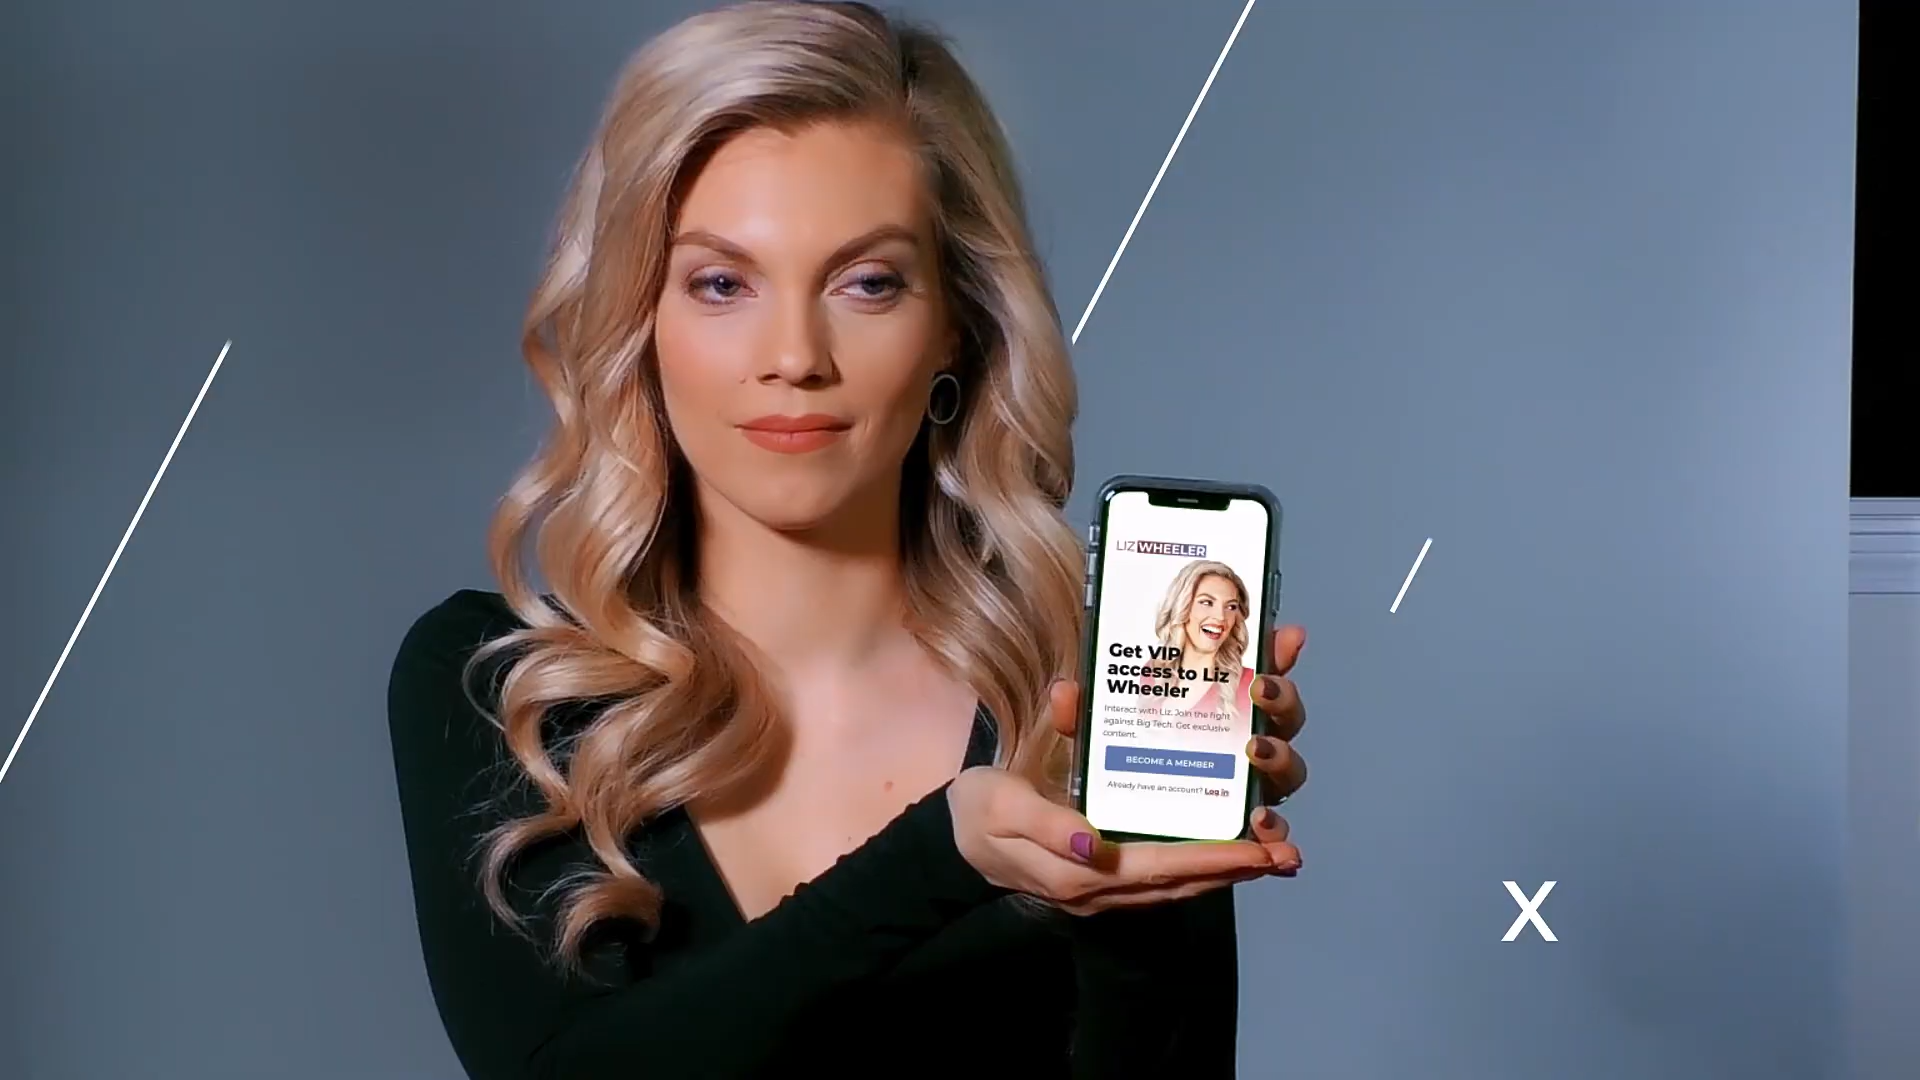 LIZ WHEELER
Get VIP
access to Liz
Wheeler
Interact with Liz. Join the fight
against Big Tech. Get exclusive
content.
BECOME A MEMBER
Already have an account? Log in
X